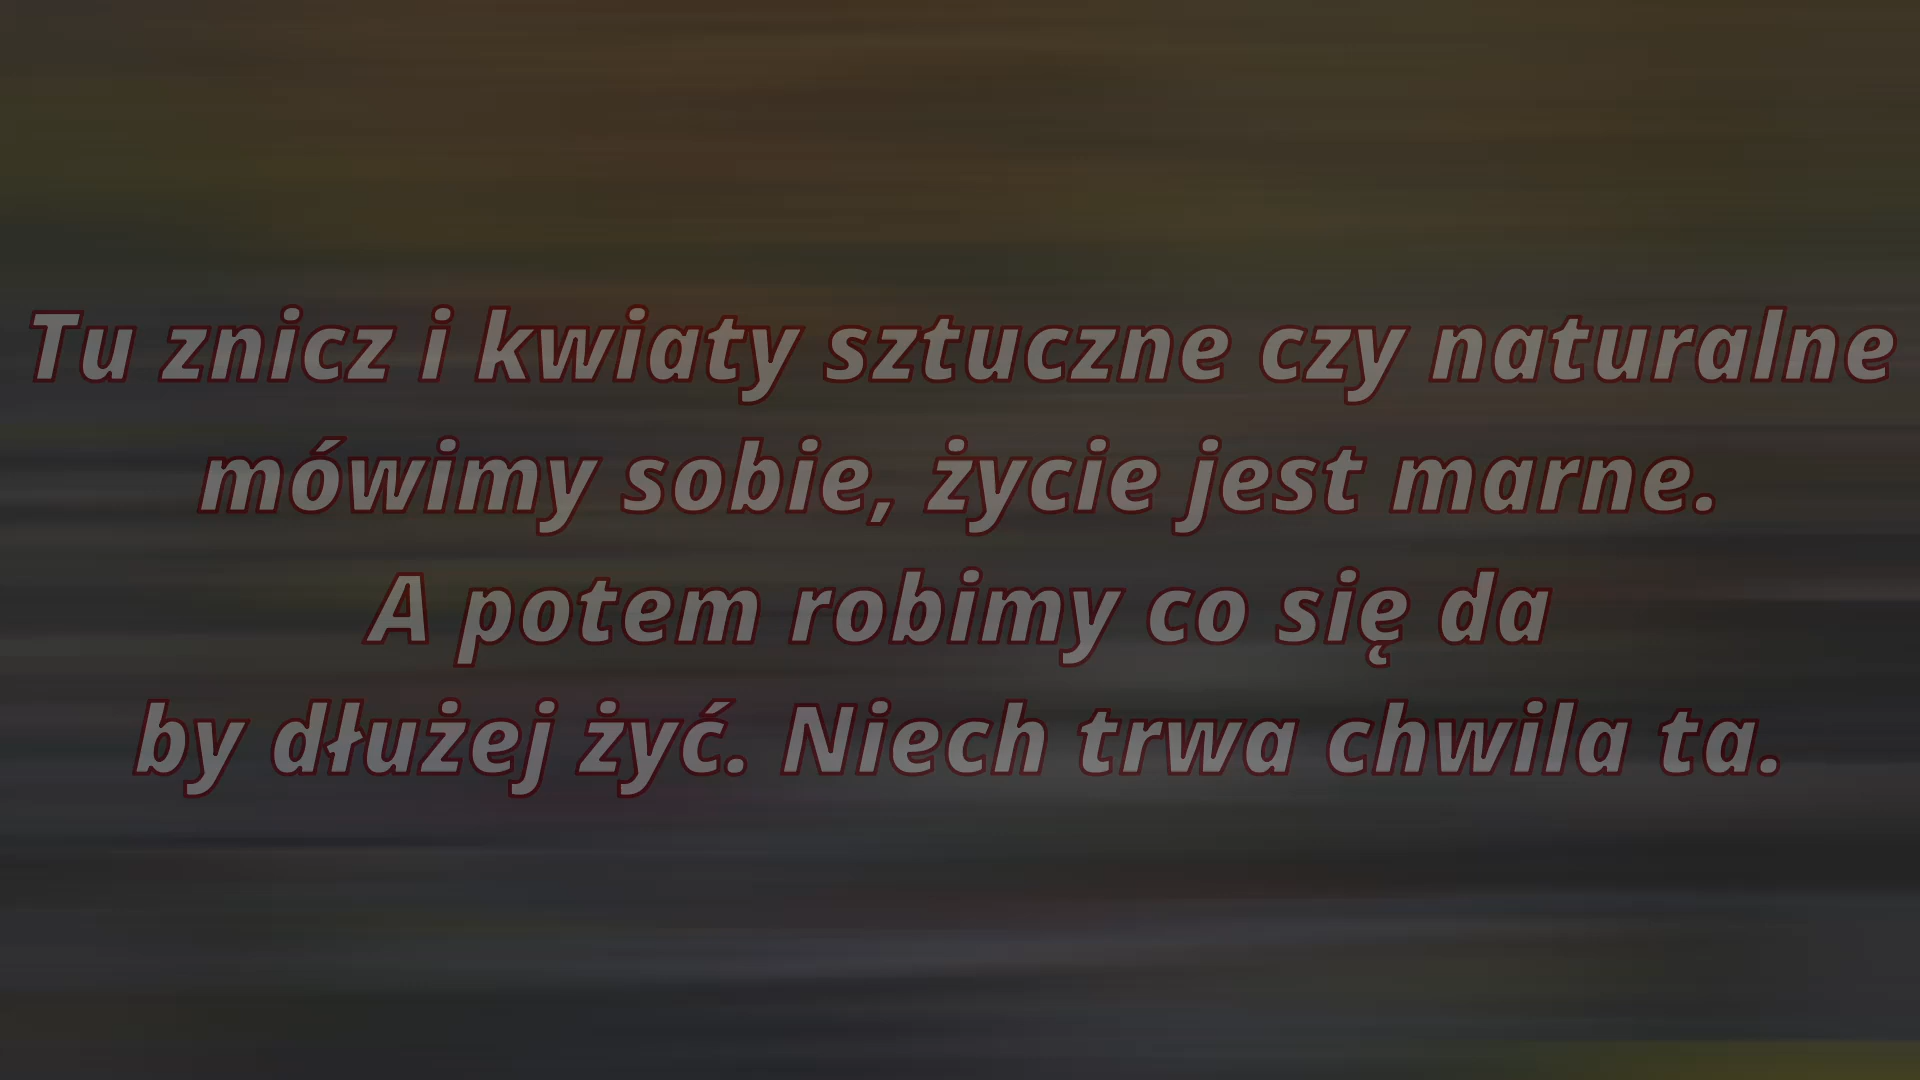 Tu znicz i kwiaty sztuczne czy naturalne
mówimy sobie, życie jest marne.
A potem robimy co się da
by dłużej żyć. Niech trwa chwila ta.